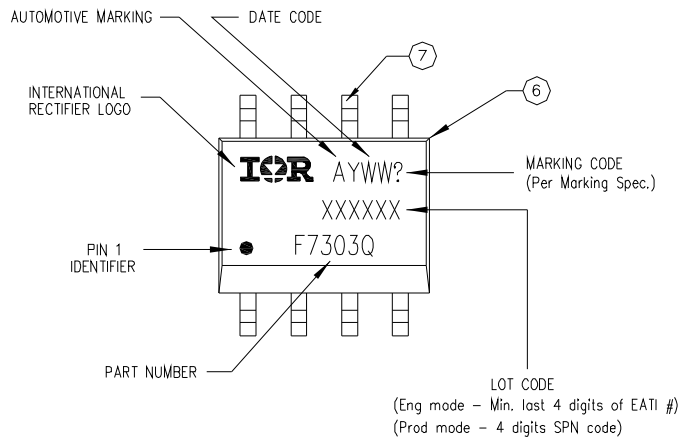 AUTOMOTIVE MARKING
DATE CODE
7
INTERNATIONAL
RECTIFIER LOGO
6
IOR AYWW?
MARKING CODE
(Per Marking Spec.)
XXXXXX
PIN 1
IDENTIFIER
F7303Q
PART NUMBER
LOT CODE
(Eng mode – Min. last 4 digits of EATI #)
(Prod mode – 4 digits SPN code)